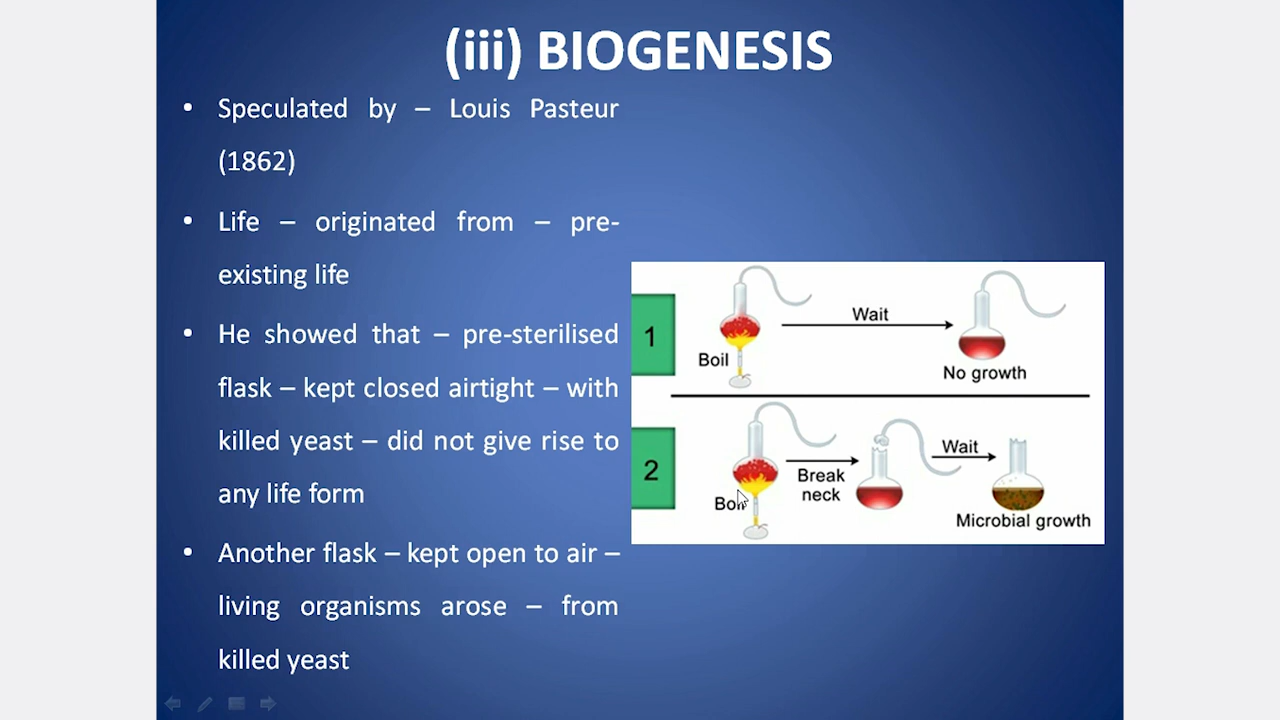 (iii) BIOGENESIS
• Speculated by – Louis Pasteur
(1862)
• Life – originated from – pre-
existing life
• He showed that – pre-sterilised
flask – kept closed airtight – with
killed yeast – did not give rise to
any life form
• Another flask – kept open to air –
living organisms arose – from
killed yeast
1
Boil
Wait
No growth
2
Boil
Break
neck
Wait
Microbial growth